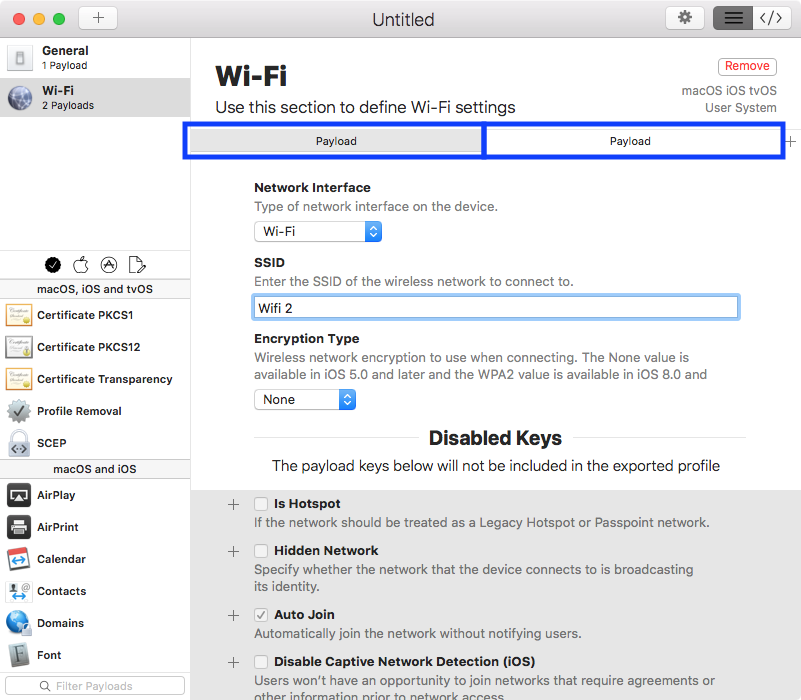 Untitled
General
1 Payload
Wi-Fi
2 Payloads
macOS, iOS and tvOS
Certificate PKCS1
Certificate PKCS12
Certificate Transparency
Profile Removal
SCEP
macOS and iOS
AirPlay
AirPrint
Calendar
Contacts
Domains
Font
Filter Payloads
Wi-Fi
Remove
macOS iOS tvOS
Use this section to define Wi-Fi settings
User System
Payload
Payload
Network Interface
Type of network interface on the device.
Wi-Fi
SSID
Enter the SSID of the wireless network to connect to.
Wifi 2
Encryption Type
Wireless network encryption to use when connecting. The None value is
available in iOS 5.0 and later and the WPA2 value is available in iOS 8.0 and
None
Disabled Keys
The payload keys below will not be included in the exported profile
Is Hotspot
If the network should be treated as a Legacy Hotspot or Passpoint network.
Hidden Network
Specify whether the network that the device connects to is broadcasting
its identity.
Auto Join
Automatically join the network without notifying users.
Disable Captive Network Detection (iOS)
Users won't have an opportunity to join networks that require agreements or
other information prior to network access.